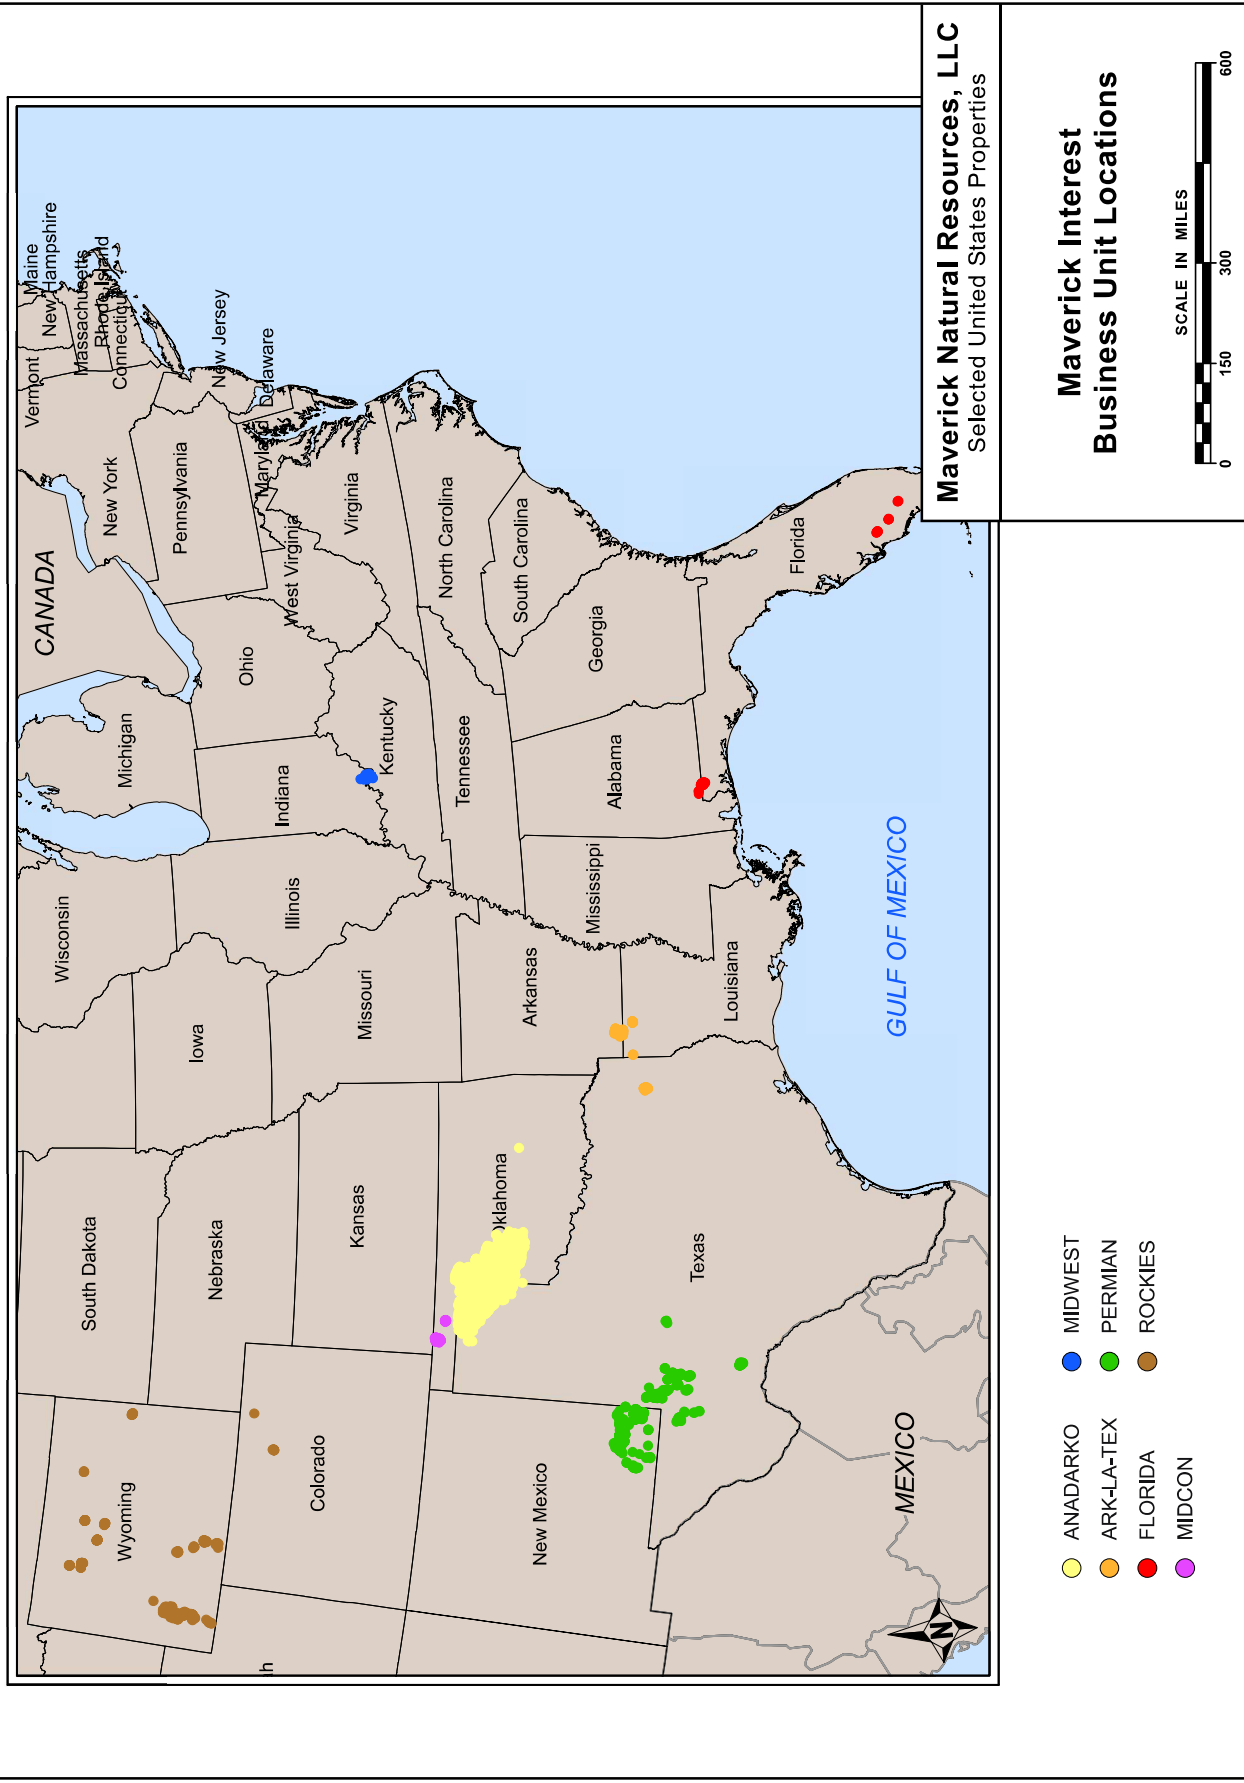 CANADA
Maine
Vermont
New Hampshire
Massachusetts
Rhode Island
Connecticut
New York
New Jersey
Pennsylvania
Delaware
Maryland
Michigan
Wisconsin
Ohio
West Virginia
Virginia
Indiana
Illinois
Iowa
South Dakota
Nebraska
Wyoming
Kentucky
North Carolina
Tennessee
South Carolina
Missouri
Kansas
Colorado
Georgia
Alabama
Mississippi
Arkansas
Oklahoma
New Mexico
Florida
Louisiana
Texas
GULF OF MEXICO
MEXICO
N
Maverick Natural Resources, LLC
Selected United States Properties
Maverick Interest
Business Unit Locations
SCALE IN MILES
0 150 300 600
ANADARKO
ARK-LA-TEX
FLORIDA
MIDCON
MIDWEST
PERMIAN
ROCKIES